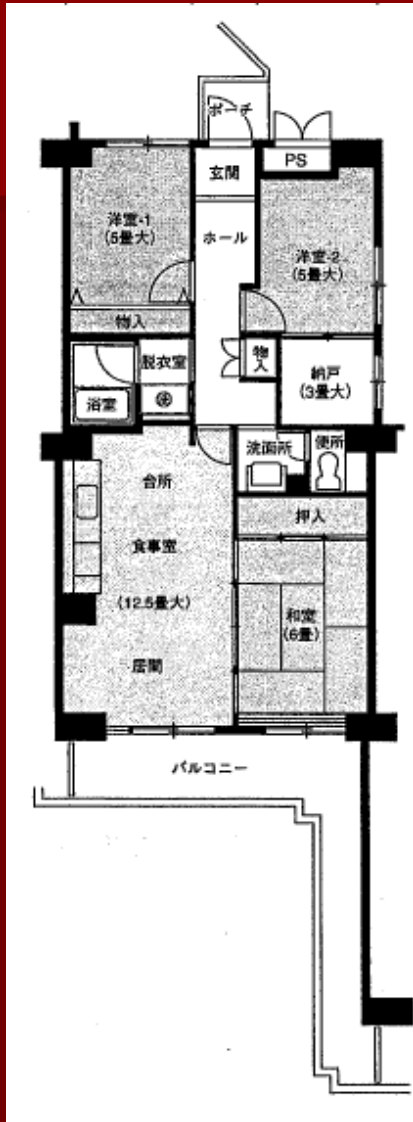 ポーチ
PS
玄関
洋室-1
(5畳大)
ホール
洋室-2
(5畳大)
物入
脱衣室
物入
納戸
(3畳大)
浴室
洗面所
便所
台所
押入
食事室
(12.5畳大)
和室
(6畳)
居間
バルコニー